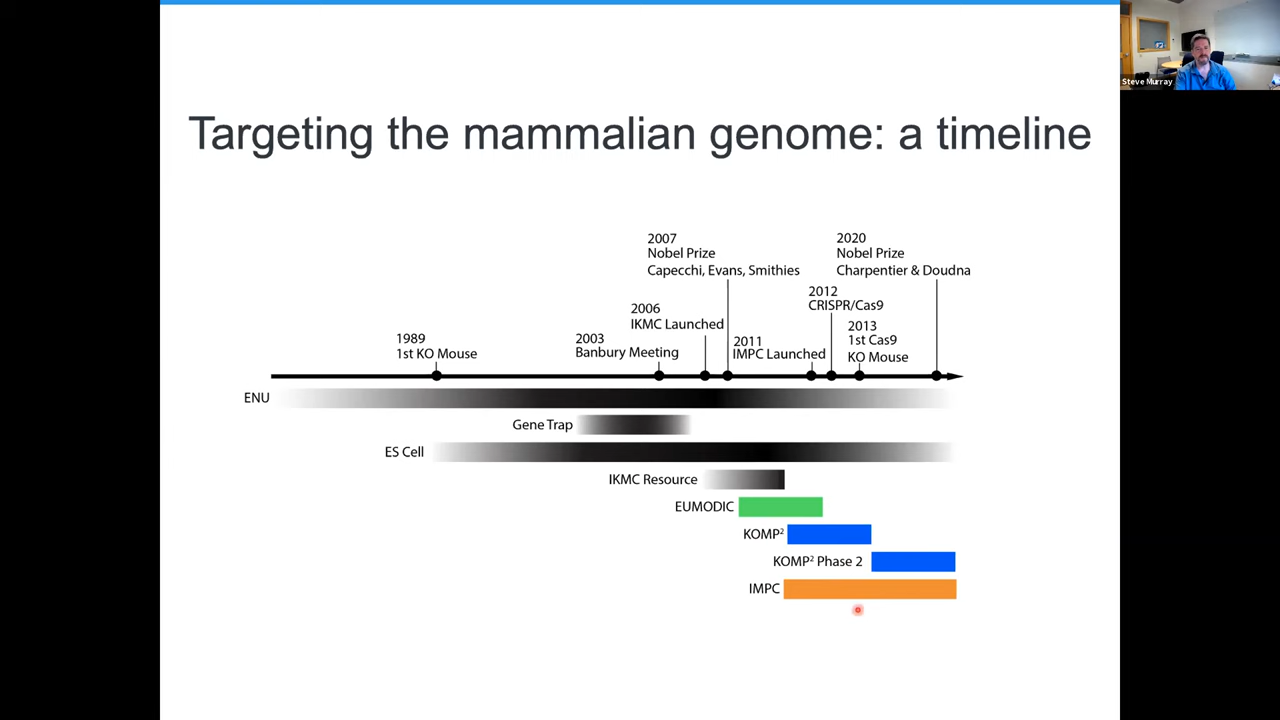 Steve Murray
Targeting the mammalian genome: a timeline
2007
Nobel Prize
Capecchi, Evans, Smithies
2020
Nobel Prize
Charpentier & Doudna
2006
IKMC Launched
2012
CRISPR/Cas9
1989
1st KO Mouse
2003
Banbury Meeting
2011
IMPC Launched
2013
1st Cas9
KO Mouse
ENU
Gene Trap
ES Cell
IKMC Resource
EUMODIC
KOMP²
KOMP² Phase 2
IMPC